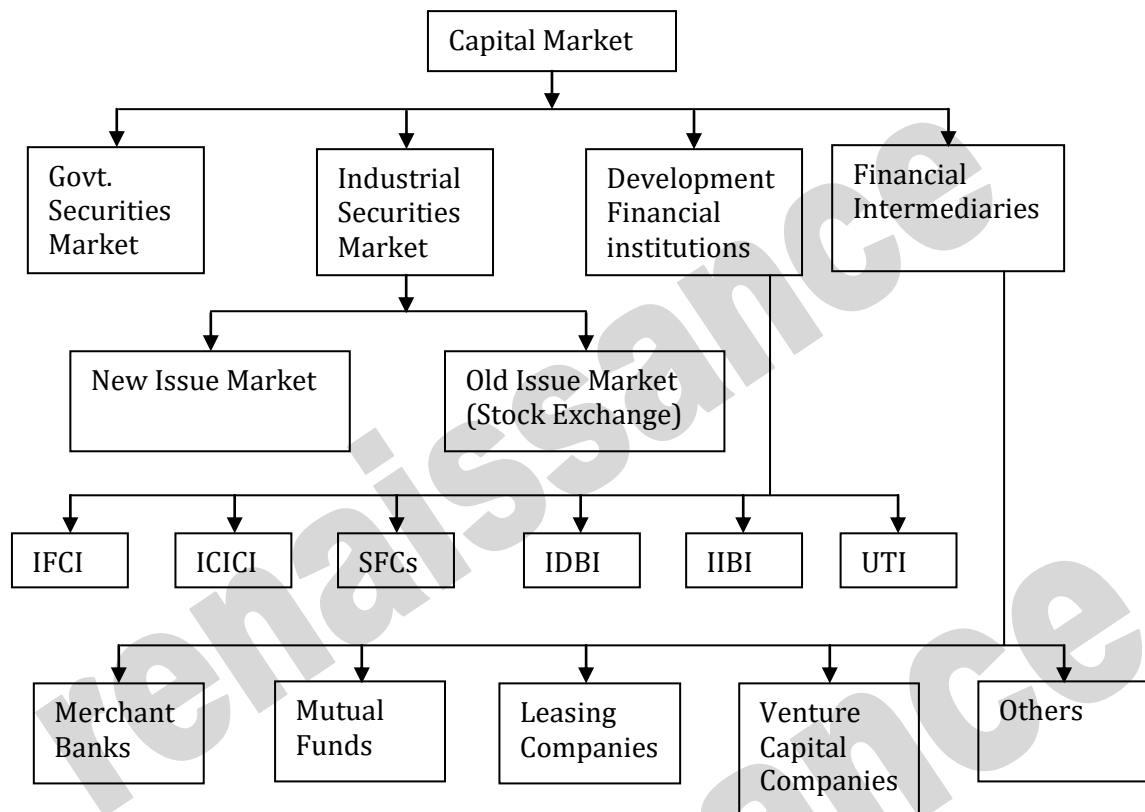 Capital Market
Govt.
Securities
Market
Industrial
Securities
Market
Development
Financial
institutions
Financial
Intermediaries
New Issue Market
Old Issue Market
(Stock Exchange)
IFCI
ICICI
SFCs
IDBI
IIBI
UTI
Merchant
Banks
Mutual
Funds
Leasing
Companies
Venture
Capital
Companies
Others
renaissance
ance